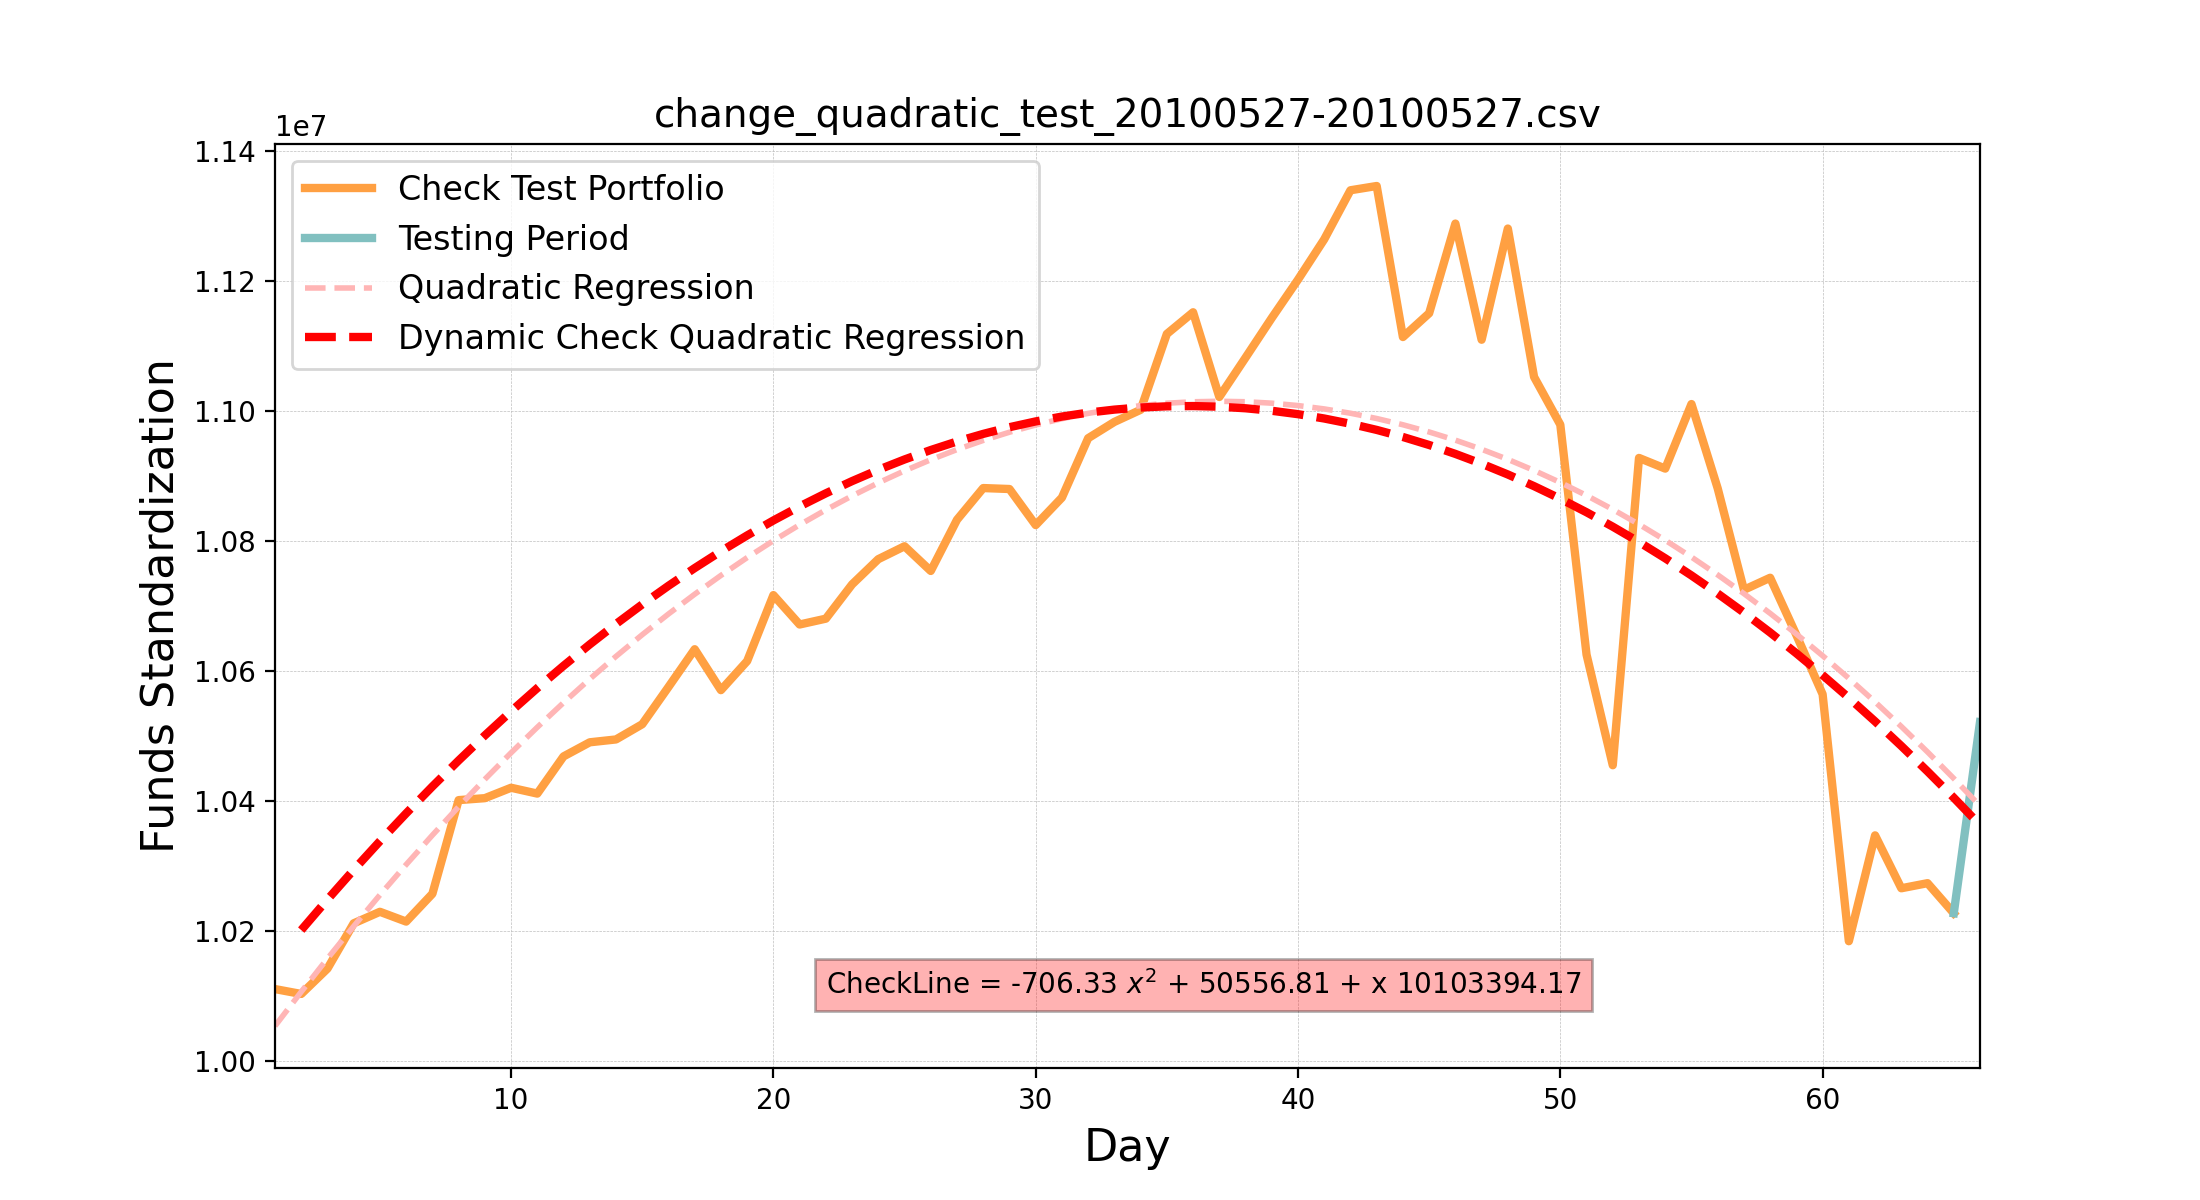 change_quadratic_test_20100527-20100527.csv
1e7
1.14
1.12
1.10
1.08
1.06
1.04
1.02
1.00
Funds Standardization
Check Test Portfolio
Testing Period
Quadratic Regression
Dynamic Check Quadratic Regression
CheckLine = -706.33 x² + 50556.81 + x 10103394.17
10 20 30 40 50 60
Day